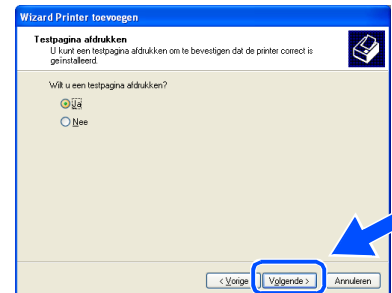 Wizard Printer toevoegen
Testpagina afdrukken
U kunt een testpagina afdrukken om te bevestigen dat de printer correct is
geïnstalleerd.
Wilt u een testpagina afdrukken?
Ja
Nee
< Vorige
Volgende >
Annuleren